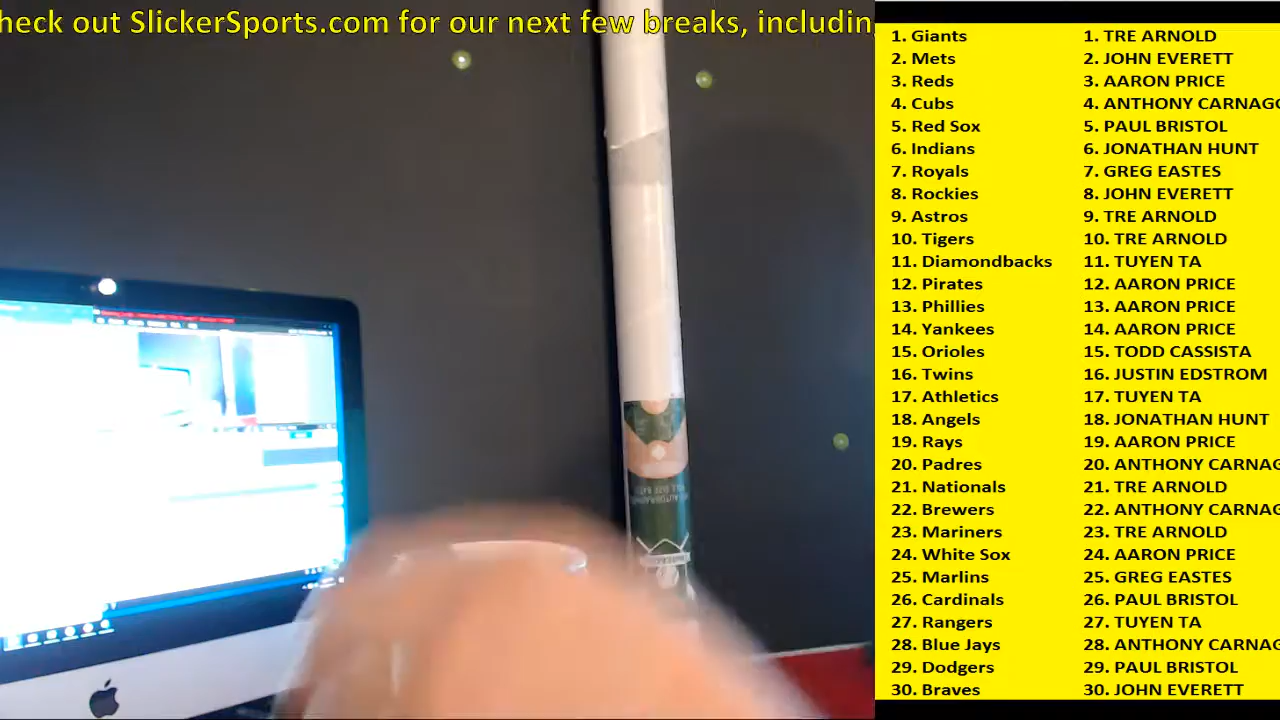 heck out SlickerSports.com for our next few breaks, includin
1. Giants
2. Mets
3. Reds
4. Cubs
5. Red Sox
6. Indians
7. Royals
8. Rockies
9. Astros
10. Tigers
11. Diamondbacks
12. Pirates
13. Phillies
14. Yankees
15. Orioles
16. Twins
17. Athletics
18. Angels
19. Rays
20. Padres
21. Nationals
22. Brewers
23. Mariners
24. White Sox
25. Marlins
26. Cardinals
27. Rangers
28. Blue Jays
29. Dodgers
30. Braves
1. TRE ARNOLD
2. JOHN EVERETT
3. AARON PRICE
4. ANTHONY CARNAGO
5. PAUL BRISTOL
6. JONATHAN HUNT
7. GREG EASTES
8. JOHN EVERETT
9. TRE ARNOLD
10. TRE ARNOLD
11. TUYEN TA
12. AARON PRICE
13. AARON PRICE
14. AARON PRICE
15. TODD CASSISTA
16. JUSTIN EDSTROM
17. TUYEN TA
18. JONATHAN HUNT
19. AARON PRICE
20. ANTHONY CARNAG
21. TRE ARNOLD
22. ANTHONY CARNAG
23. TRE ARNOLD
24. AARON PRICE
25. GREG EASTES
26. PAUL BRISTOL
27. TUYEN TA
28. ANTHONY CARNAG
29. PAUL BRISTOL
30. JOHN EVERETT